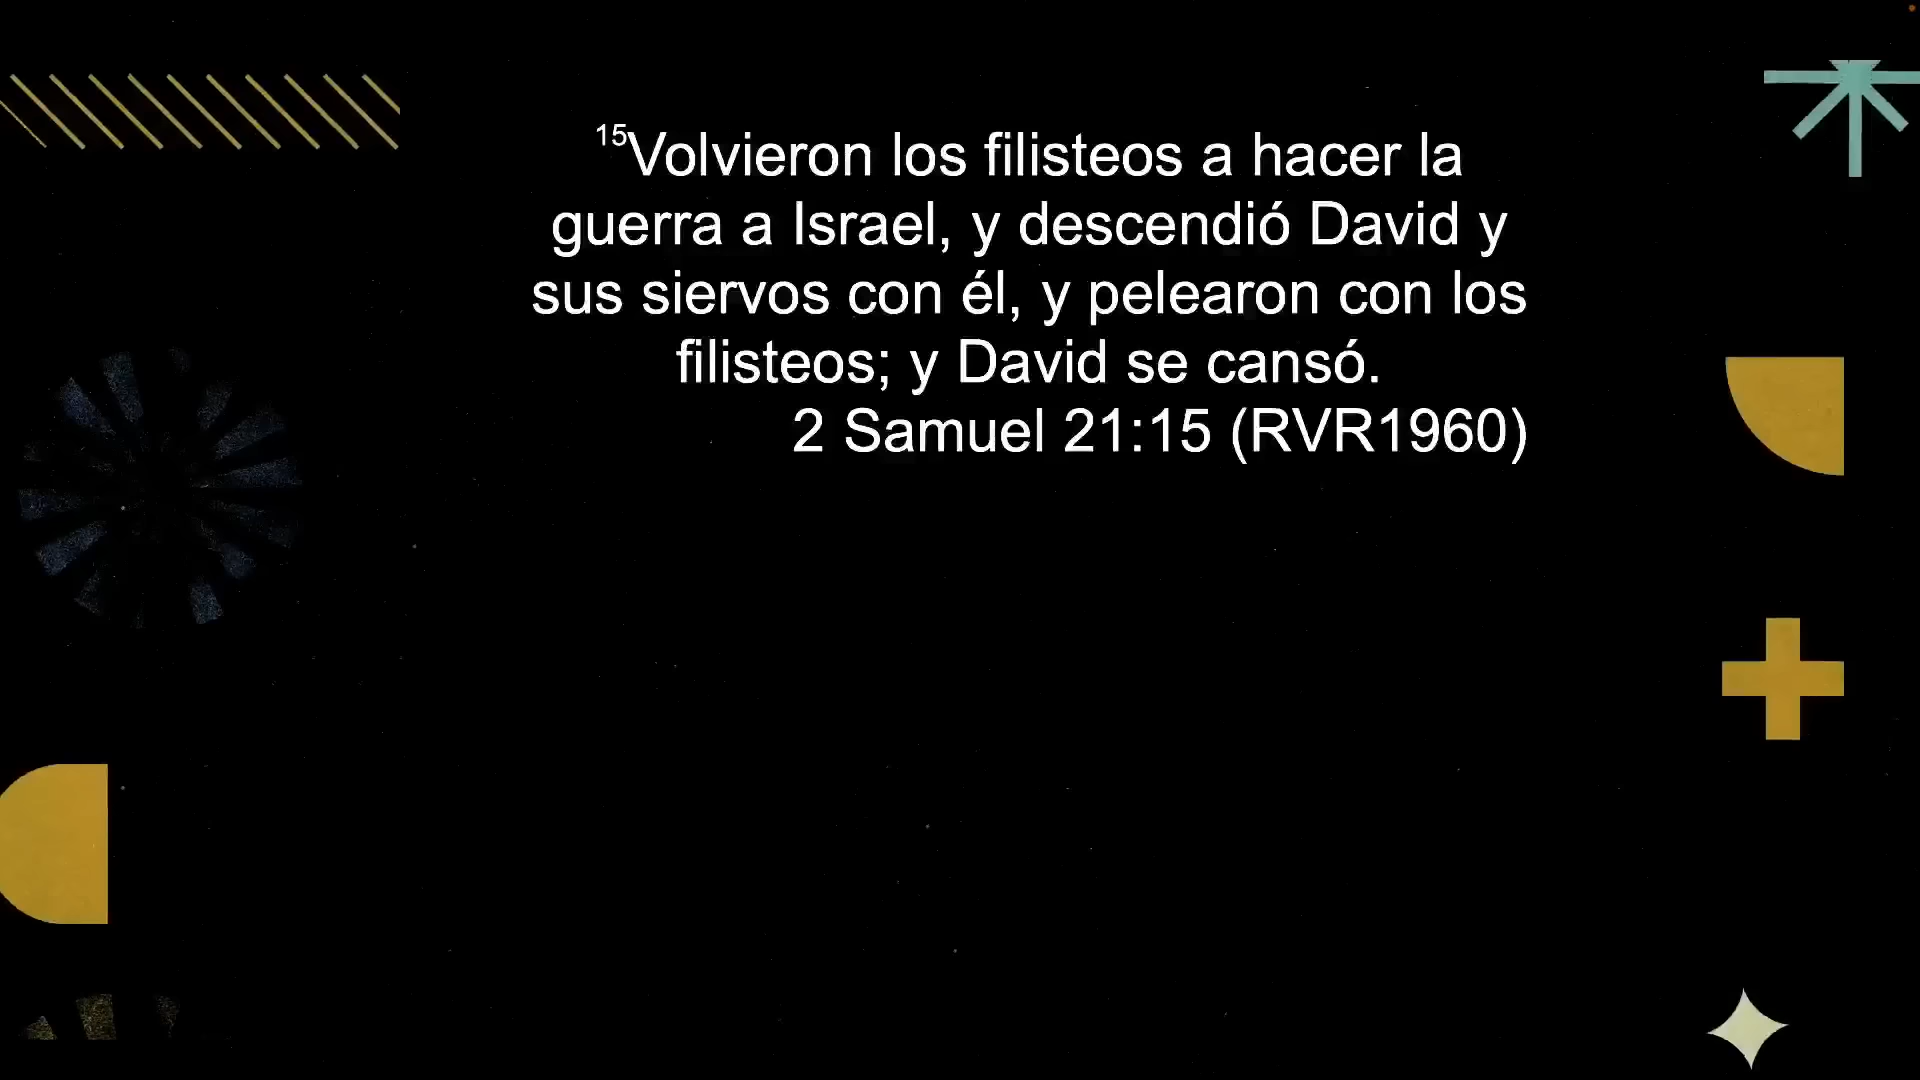 15Volvieron los filisteos a hacer la
guerra a Israel, y descendió David y
sus siervos con él, y pelearon con los
filisteos; y David se cansó.
2 Samuel 21:15 (RVR1960)